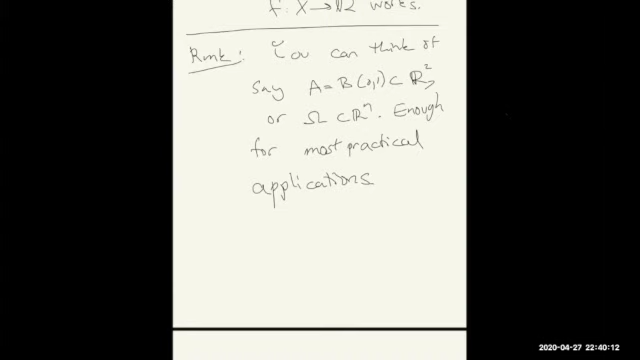 f: X → ℝ works.
Rmk: You can think of
say A = B(0,1) ⊂ ℝ²,
or Ω ⊂ ℝⁿ. Enough
for most practical
applications
2020-04-27 22:40:12